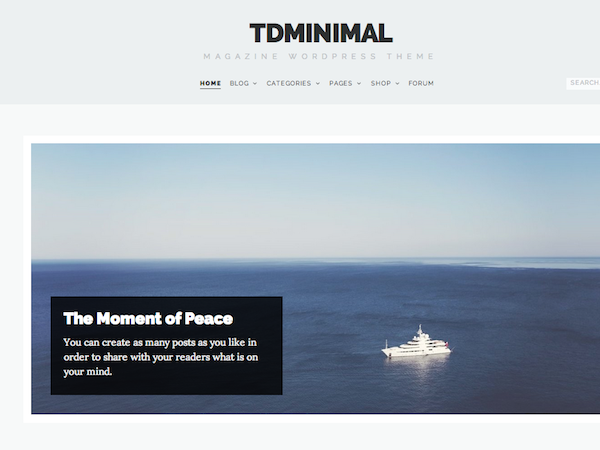 TDMINIMAL
MAGAZINE WORDPRESS THEME
HOME BLOG CATEGORIES PAGES SHOP FORUM
SEARCH
The Moment of Peace
You can create as many posts as you like in
order to share with your readers what is on
your mind.